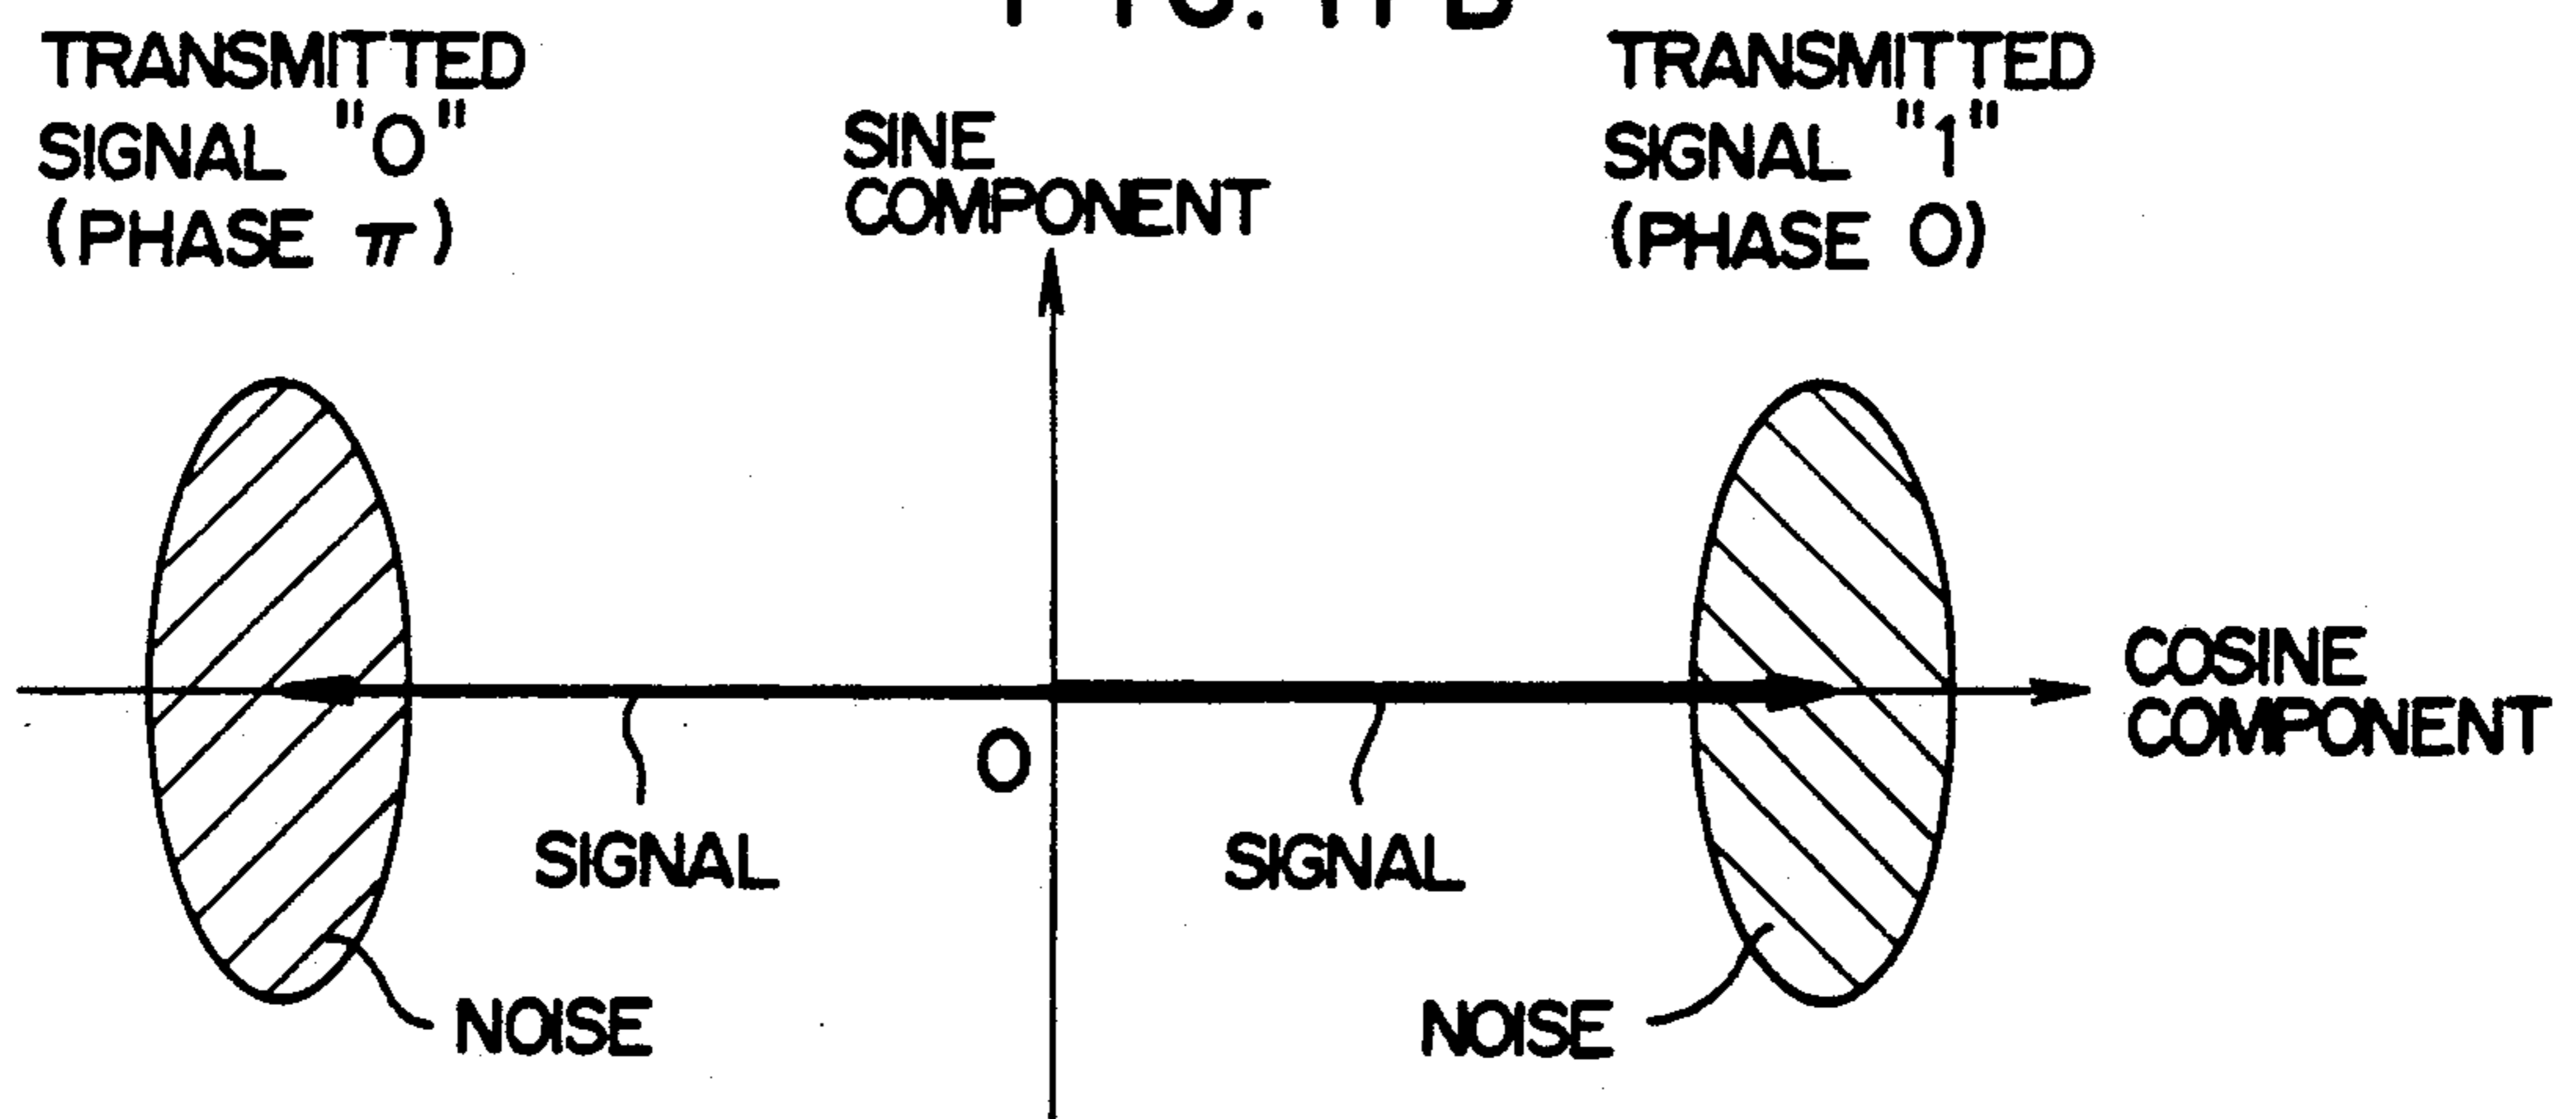 TRANSMITTED
SIGNAL "0"
(PHASE π)
SINE
COMPONENT
TRANSMITTED
SIGNAL "1"
(PHASE 0)
COSINE
COMPONENT
0
SIGNAL
SIGNAL
NOISE
NOISE